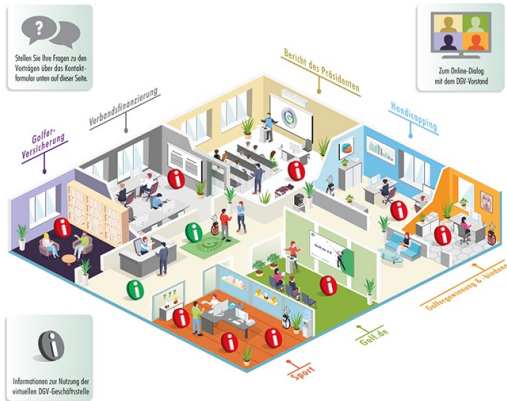 Stellen Sie Ihre Fragen zu den
Vorträgen über das Kontakt-
formular unten auf dieser Seite.
Zum Online-Dialog
mit dem DGV-Vorstand
Bericht des Präsidenten
Verbandsfinanzierung
Handicapping
Golfer-
Versicherung
Golfergewinnung & -bindung
Golf.de
Sport
Informationen zur Nutzung der
virtuellen DGV-Geschäftsstelle